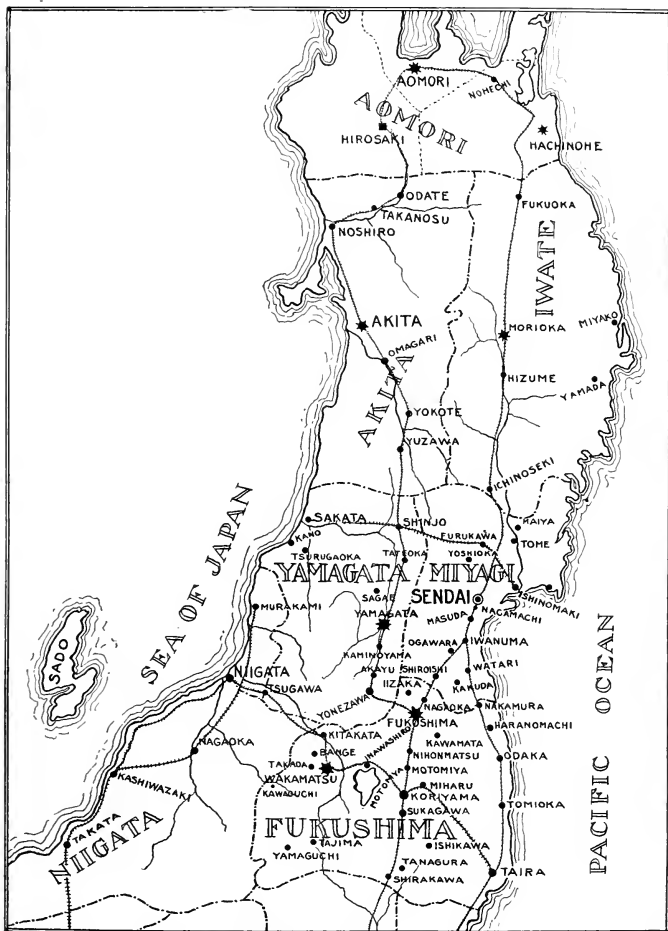 AOMORI
NOHECHI
AOMORI
HIROSAKI
HACHINOHE
ODATE
TAKANOSU
FUKUOKA
NOSHIRO
IWATE
AKITA
MORIOKA
MIYAKO
OMAGARI
HIZUME
YAMADA
AKITA
YOKOTE
YUZAWA
ICHINOSEKI
SEA OF JAPAN
SAKATA
SHINJO
HAIYA
KANO
FURUKAWA
TOME
TSURUGAOKA
TATEOKA
YOSHIOKA
YAMAGATA
MIYAGI
SAGAE
SENDAI
ISHINOMAKI
MURAKAMI
YAMAGATA
MASUDA
NAGAMACHI
SADO
OGAWARA
IWANUMA
KAMINOYAMA
AKAYU
SHIROISHI
WATARI
NIIGATA
IIZAKA
KAKUDA
TSUGAWA
YONEZAWA
NAGAOKA
NAKAMURA
FUKUSHIMA
HARANOMACHI
KITAKATA
KAWAMATA
NAGAOKA
BANGE
INAWASHIRO
NIHONMATSU
ODAKA
TAKADA
WAKAMATSU
MOTOMIYA
MOTOMIYA
KASHIWAZAKI
KAWAGUCHI
MIHARU
KORIYAMA
TOMIOKA
SUKAGAWA
FUKUSHIMA
TAKATA
NIIGATA
TAJIMA
ISHIKAWA
YAMAGUCHI
TANAGURA
TAIRA
SHIRAKAWA
PACIFIC OCEAN